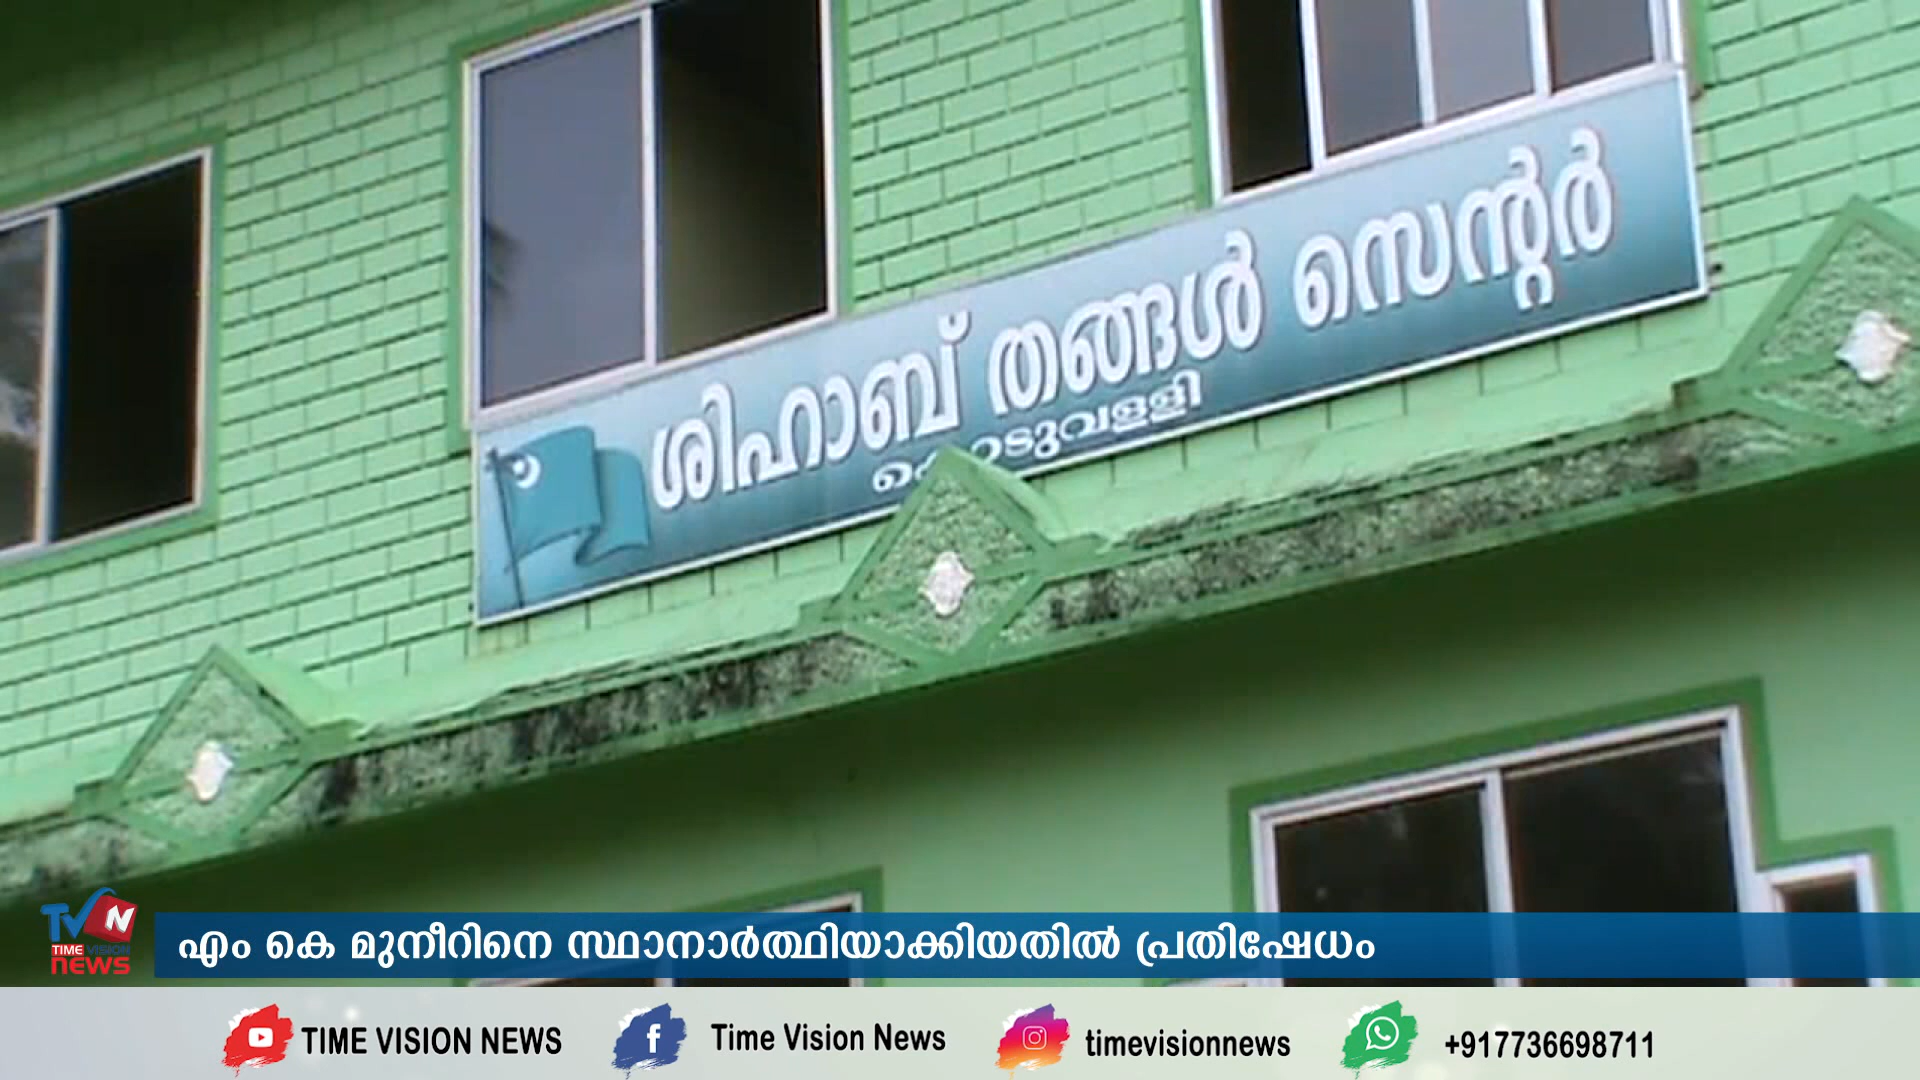 ശിഹാബ് തങ്ങൾ സെന്റർ
കൊടുവള്ളി
TVN
TIME VISION
NEWS
എം കെ മുനീറിനെ സ്ഥാനാർത്ഥിയാക്കിയതിൽ പ്രതിഷേധം
TIME VISION NEWS
Time Vision News
timevisionnews
+917736698711